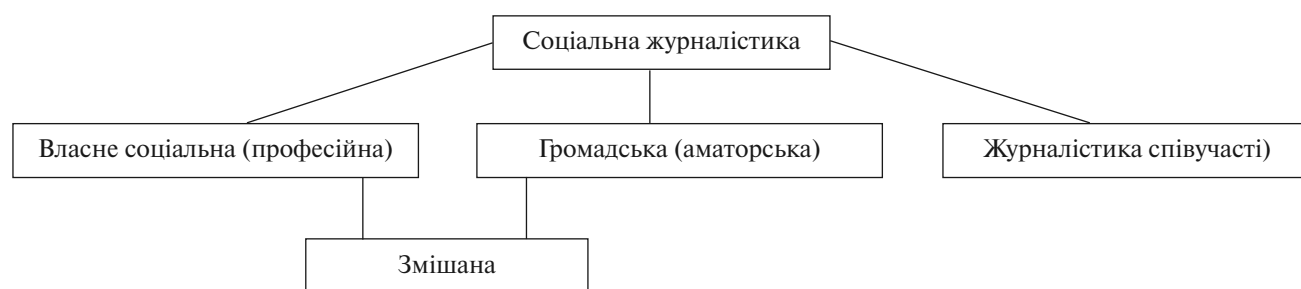 Соціальна журналістика
Власне соціальна (професійна)
Громадська (аматорська)
Журналістика співучасті)
Змішана